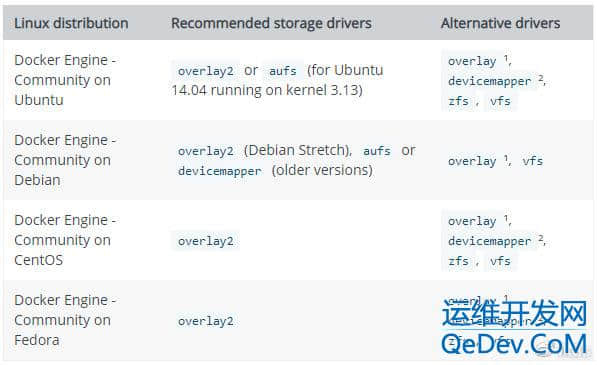 Linux distribution Recommended storage drivers Alternative drivers
Docker Engine - Community on Ubuntu
overlay2 or aufs (for Ubuntu
14.04 running on kernel 3.13)
overlay ¹,
devicemapper ²,
zfs , vfs
Docker Engine - Community on Debian
overlay2 (Debian Stretch), aufs or
devicemapper (older versions)
overlay ¹, vfs
Docker Engine - Community on CentOS
overlay2
overlay ¹,
devicemapper ²,
zfs , vfs
Docker Engine - Community on Fedora
overlay2
overlay ¹
devicemapper
zfs , vfs
运维开发网
QeDev.CoM